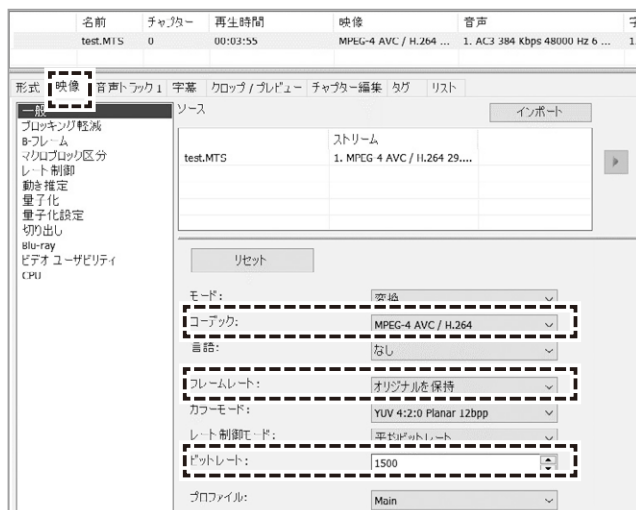 名前 チャプター 再生時間 映像 音声
test.MTS 0 00:03:55 MPEG-4 AVC / H.264 ... 1. AC3 384 Kbps 48000 Hz 6 ... 1.
形式 映像 音声トラック 1 字幕 クロップ / プレビュー チャプター編集 タグ リスト
一般
ブロッキング軽減
B-フレーム
マクロブロック区分
レート制御
動き推定
量子化
量子化設定
切り出し
Blu-ray
ビデオ ユーザビリティ
CPU
ソース
インポート
ストリーム
test.MTS 1. MPEG-4 AVC / H.264 29....
リセット
モード: 変換
コーデック: MPEG-4 AVC / H.264
言語: なし
フレームレート: オリジナルを保持
カラーモード: YUV 4:2:0 Planar 12bpp
レート制御モード: 平均ビットレート
ビットレート: 1500
プロファイル: Main